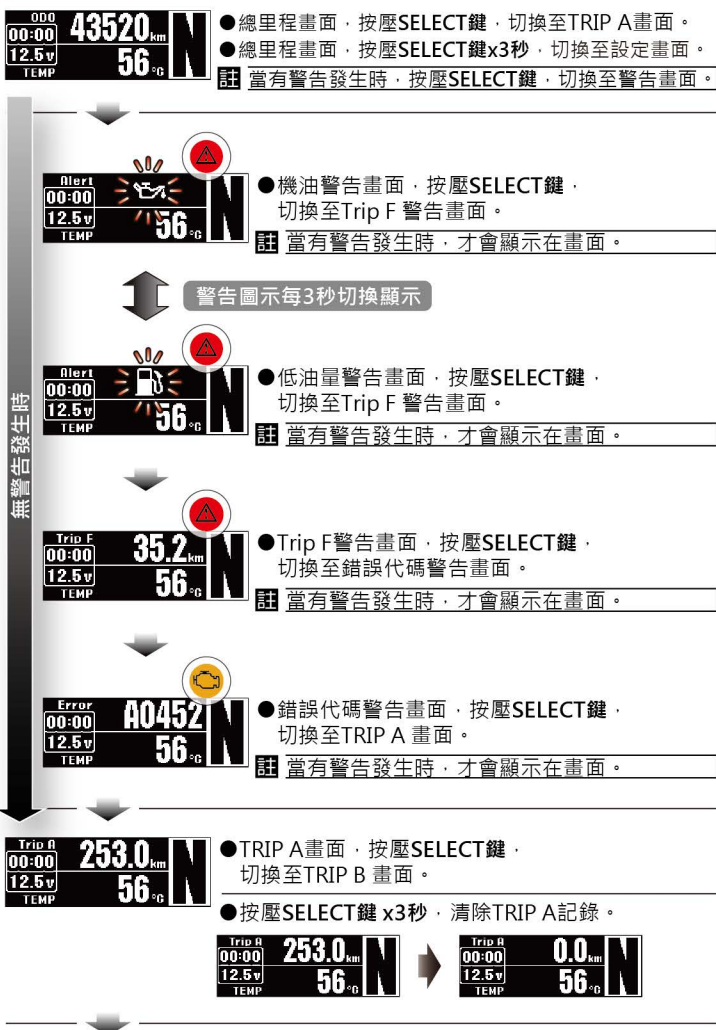 ODO
00:00 43520 km N
12.5v
TEMP 56 °C
●總里程畫面，按壓SELECT鍵，切換至TRIP A畫面。
●總里程畫面，按壓SELECT鍵x3秒，切換至設定畫面。
註 當有警告發生時，按壓SELECT鍵，切換至警告畫面。
無警告發生時
Alert
00:00 N
12.5v
TEMP 56 °C
●機油警告畫面，按壓SELECT鍵，
切換至Trip F 警告畫面。
註 當有警告發生時，才會顯示在畫面。
警告圖示每3秒切換顯示
Alert
00:00 N
12.5v
TEMP 56 °C
●低油量警告畫面，按壓SELECT鍵，
切換至Trip F 警告畫面。
註 當有警告發生時，才會顯示在畫面。
Trip F
00:00 35.2 km N
12.5v
TEMP 56 °C
●Trip F警告畫面，按壓SELECT鍵，
切換至錯誤代碼警告畫面。
註 當有警告發生時，才會顯示在畫面。
Error
00:00 A0452 N
12.5v
TEMP 56 °C
●錯誤代碼警告畫面，按壓SELECT鍵，
切換至TRIP A 畫面。
註 當有警告發生時，才會顯示在畫面。
Trip A
00:00 253.0 km N
12.5v
TEMP 56 °C
●TRIP A畫面，按壓SELECT鍵，
切換至TRIP B 畫面。
●按壓SELECT鍵 x3秒，清除TRIP A記錄。
Trip A
00:00 253.0 km N
12.5v
TEMP 56 °C
Trip A
00:00 0.0 km N
12.5v
TEMP 56 °C